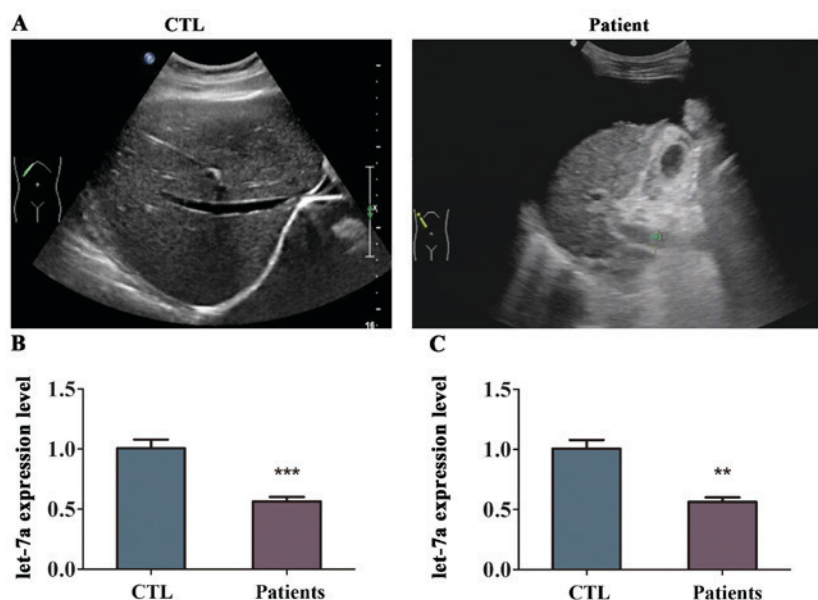 A
CTL
Patient
X
16
B
let-7a expression level
1.5
1.0
0.5
0.0
***
CTL
Patients
C
let-7a expression level
1.5
1.0
0.5
0.0
**
CTL
Patients